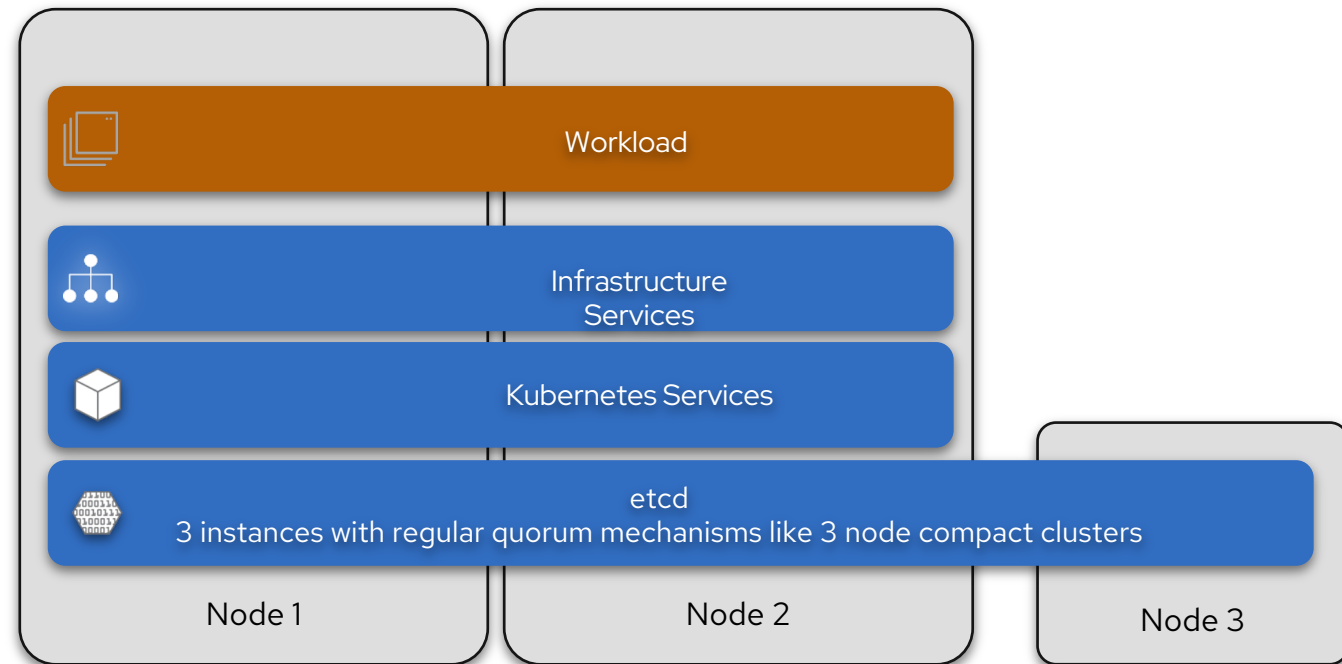 Workload
Infrastructure
Services
Kubernetes Services
etcd
3 instances with regular quorum mechanisms like 3 node compact clusters
Node 1
Node 2
Node 3